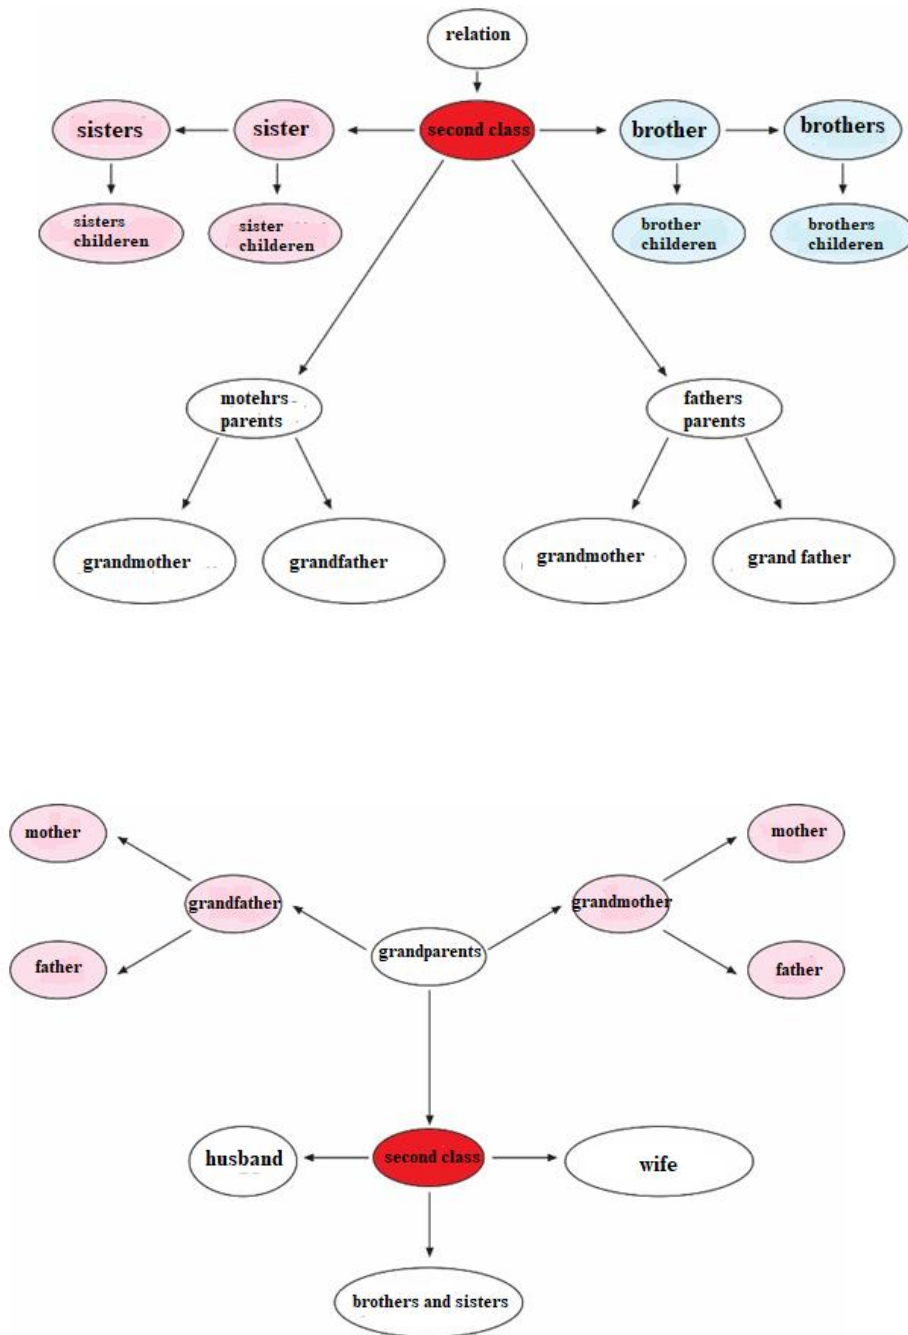 relation
sisters
sister
second class
brother
brothers
sisters
childeren
sister
childeren
brother
childeren
brothers
childeren
motehrs
parents
fathers
parents
grandmother
grandfather
grandmother
grand father
mother
mother
grandfather
grandmother
grandparents
father
father
husband
second class
wife
brothers and sisters